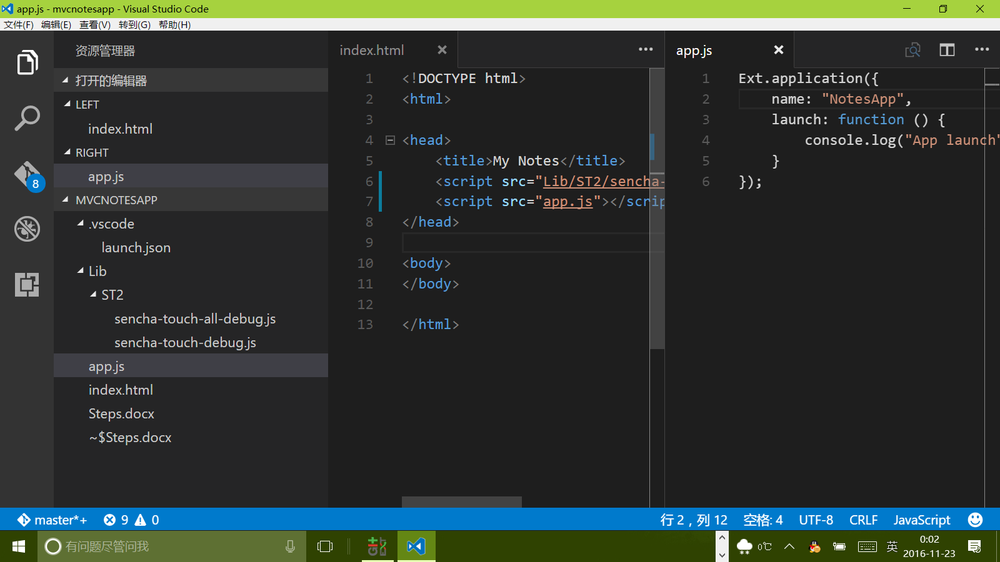 app.js - mvcnotesapp - Visual Studio Code
文件(F) 编辑(E) 查看(V) 转到(G) 帮助(H)
资源管理器
打开的编辑器
LEFT
index.html
RIGHT
app.js
MVCNOTESAPP
.vscode
launch.json
Lib
ST2
sencha-touch-all-debug.js
sencha-touch-debug.js
app.js
index.html
Steps.docx
~$Steps.docx
8
index.html
1 <!DOCTYPE html>
2 <html>
3
4 <head>
5 <title>My Notes</title>
6 <script src="Lib/ST2/sencha-
7 <script src="app.js"></scrip
8 </head>
9
10 <body>
11 </body>
12
13 </html>
app.js
1 Ext.application({
2 name: "NotesApp",
3 launch: function () {
4 console.log("App launch"
5 }
6 });
master*+ 9 0 行 2，列 12 空格: 4 UTF-8 CRLF JavaScript
有问题尽管问我
Git
EXT
0℃
英
0:02
2016-11-23